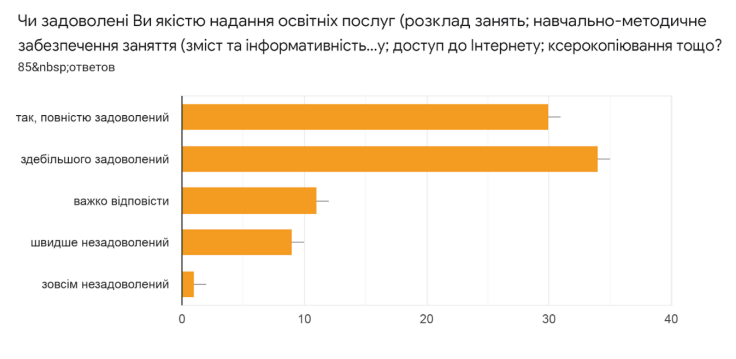 Чи задоволені Ви якістю надання освітніх послуг (розклад занять; навчально-методичне
забезпечення заняття (зміст та інформативність...у; доступ до Інтернету; ксерокопіювання тощо?
85&nbsp;ответов
так, повністю задоволений
здебільшого задоволений
важко відповісти
швидше незадоволений
зовсім незадоволений
0 10 20 30 40